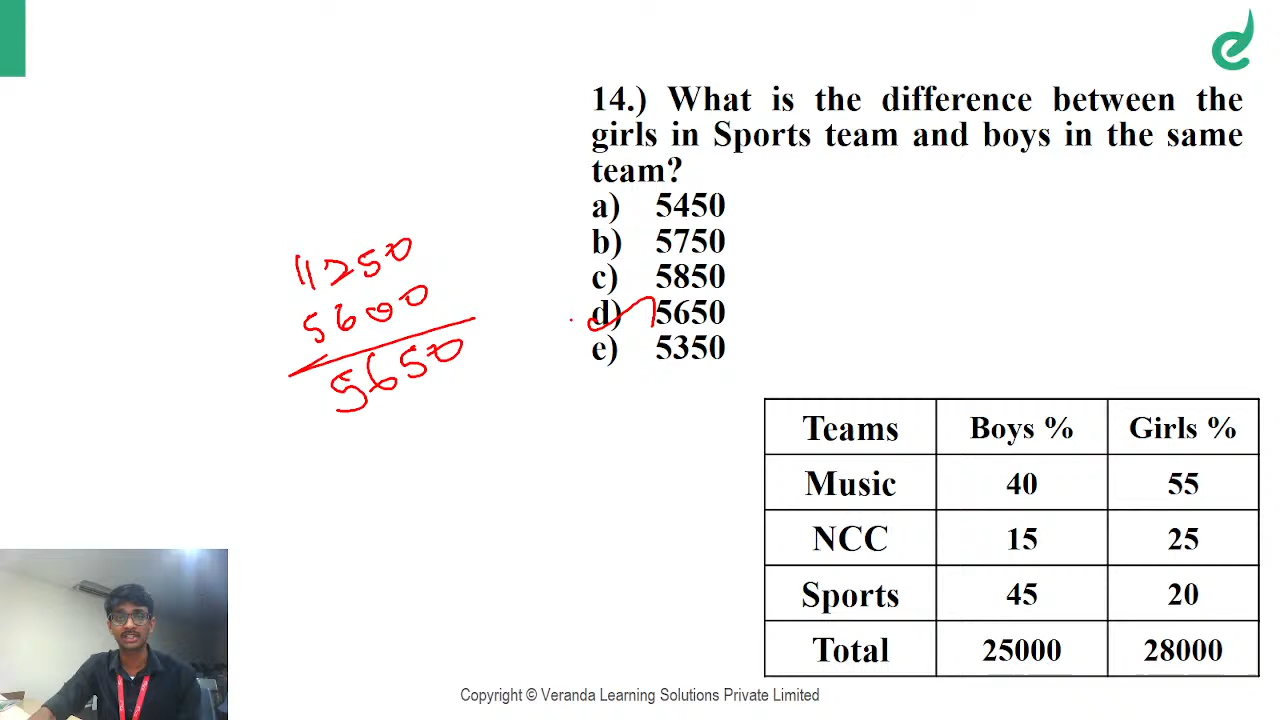 14.) What is the difference between the
girls in Sports team and boys in the same
team?
a) 5450
b) 5750
c) 5850
d) 5650
e) 5350
11250
5600
5650
Teams Boys % Girls %
Music 40 55
NCC 15 25
Sports 45 20
Total 25000 28000
Copyright © Veranda Learning Solutions Private Limited